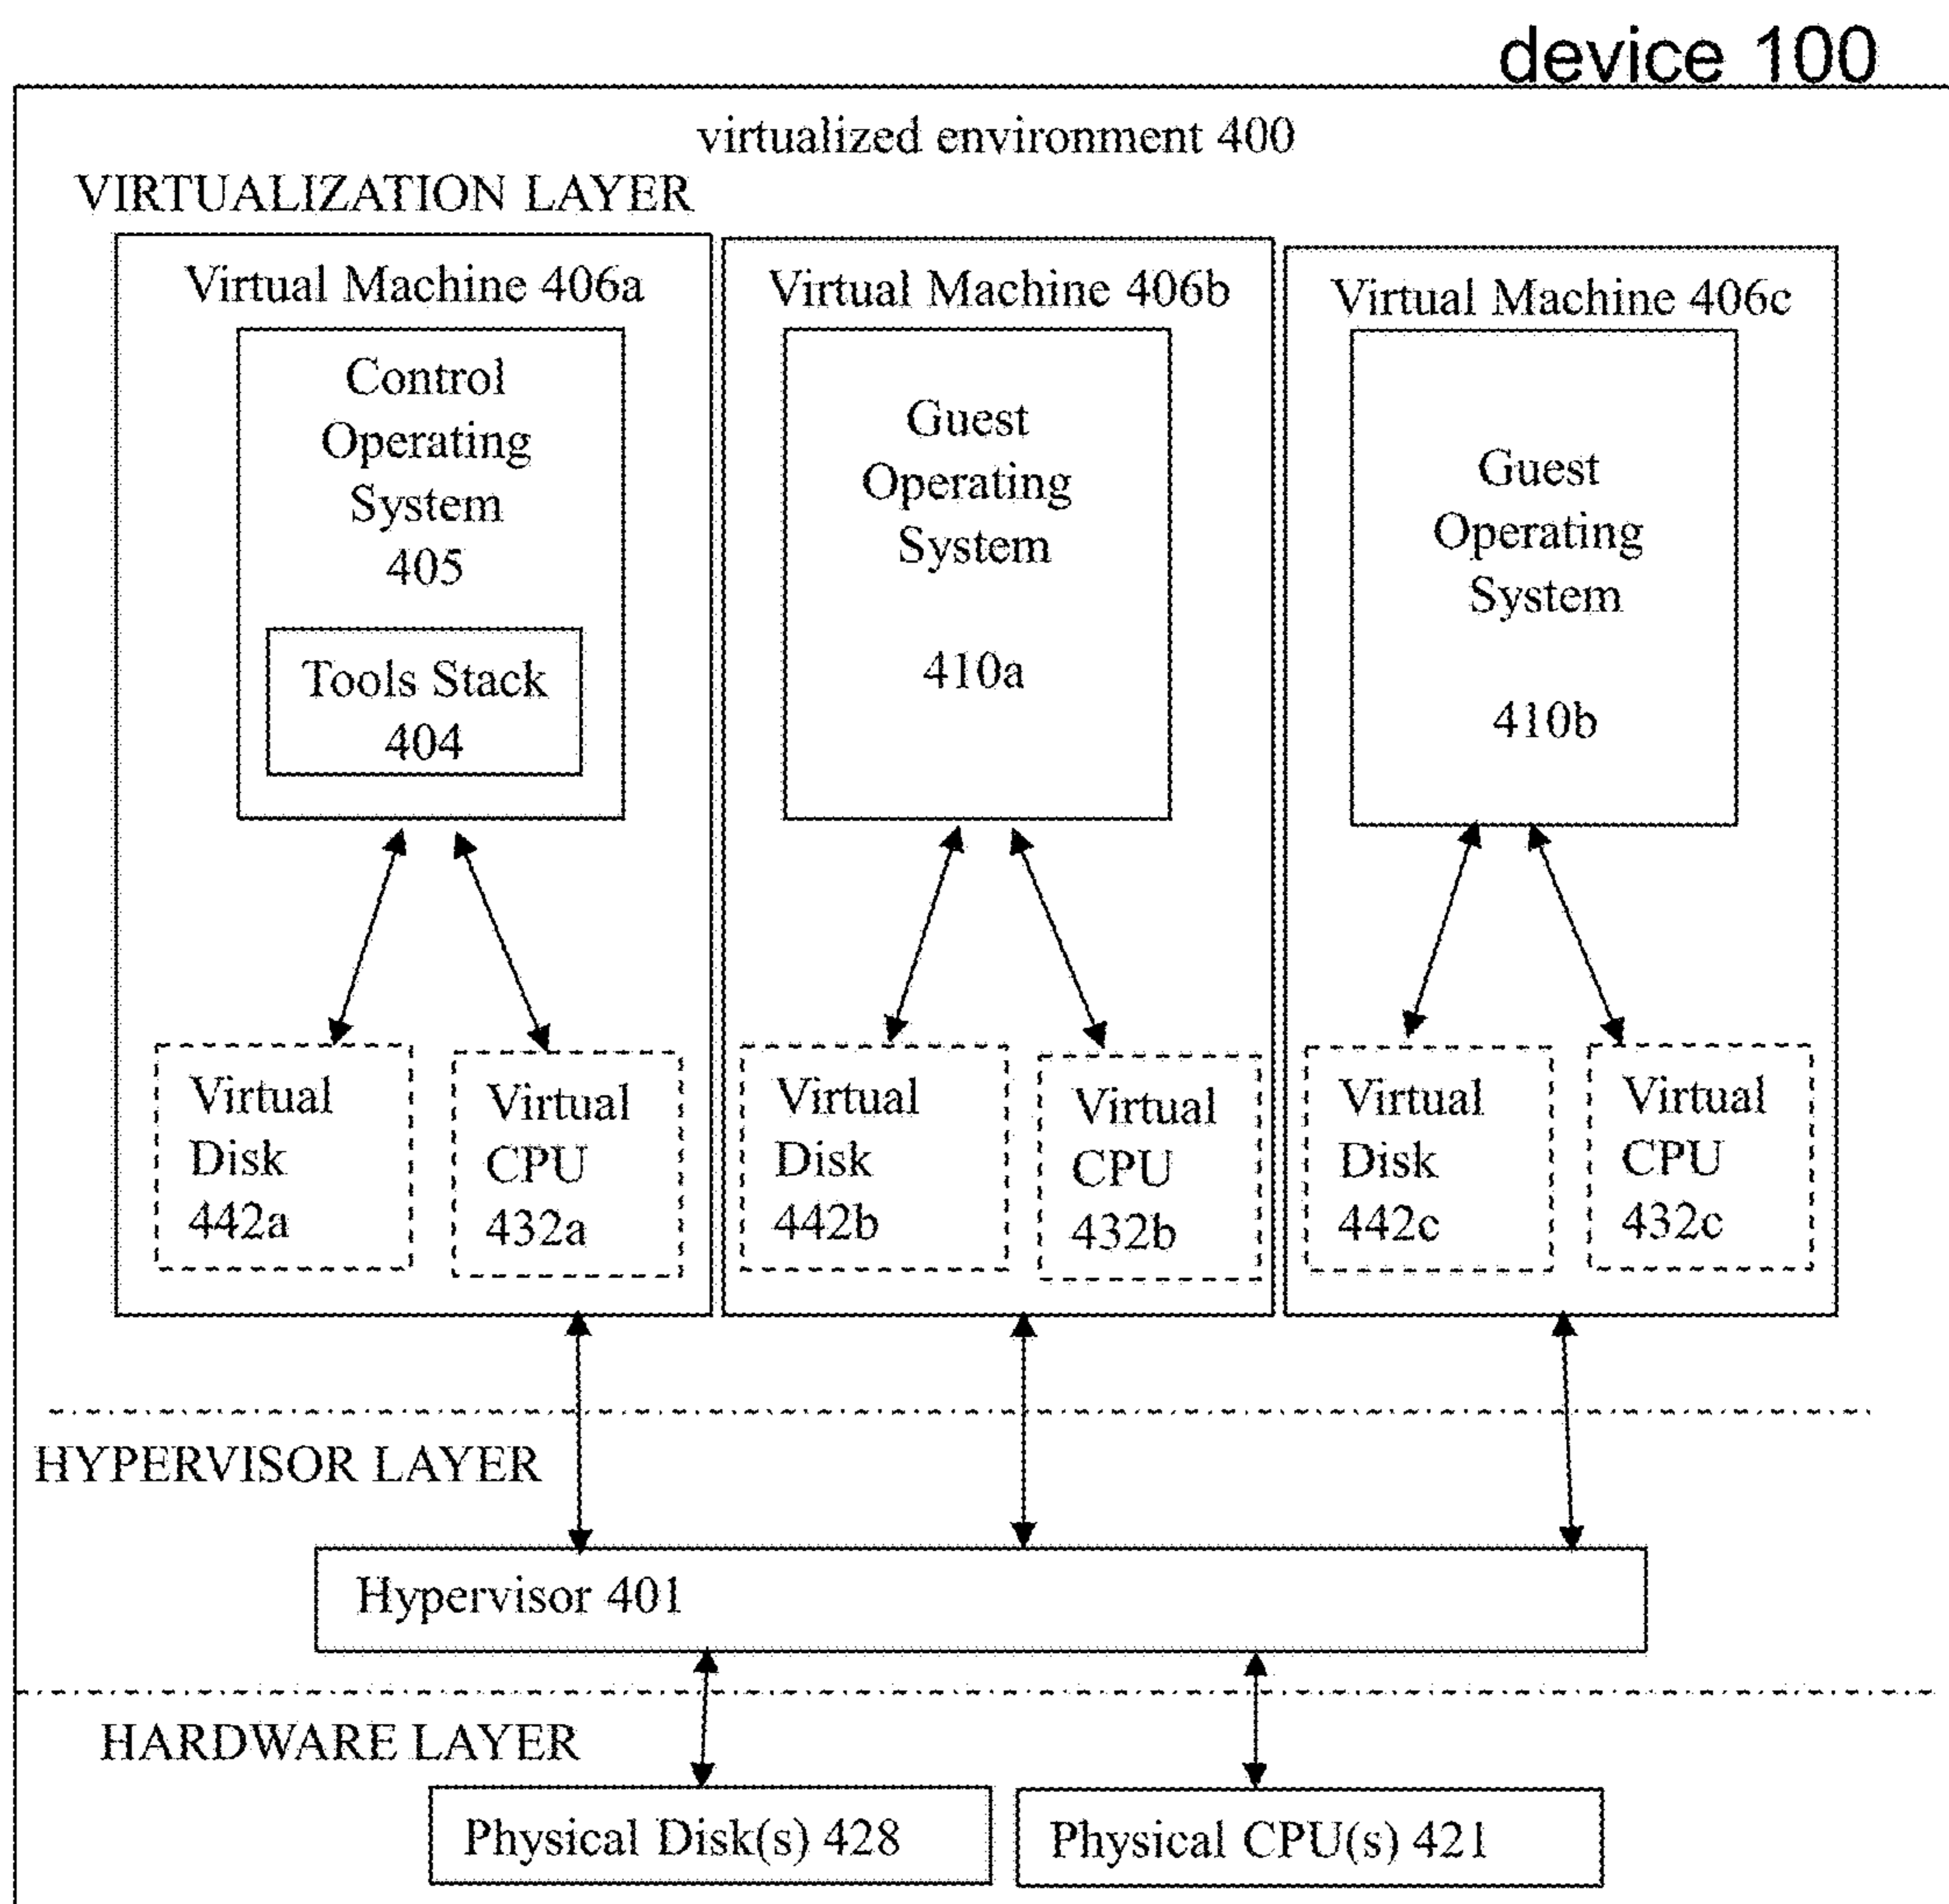 device 100
virtualized environment 400
VIRTUALIZATION LAYER
Virtual Machine 406a
Control
Operating
System
405
Tools Stack
404
Virtual
Disk
442a
Virtual
CPU
432a
Virtual Machine 406b
Guest
Operating
System
410a
Virtual
Disk
442b
Virtual
CPU
432b
Virtual Machine 406c
Guest
Operating
System
410b
Virtual
Disk
442c
Virtual
CPU
432c
HYPERVISOR LAYER
Hypervisor 401
HARDWARE LAYER
Physical Disk(s) 428
Physical CPU(s) 421